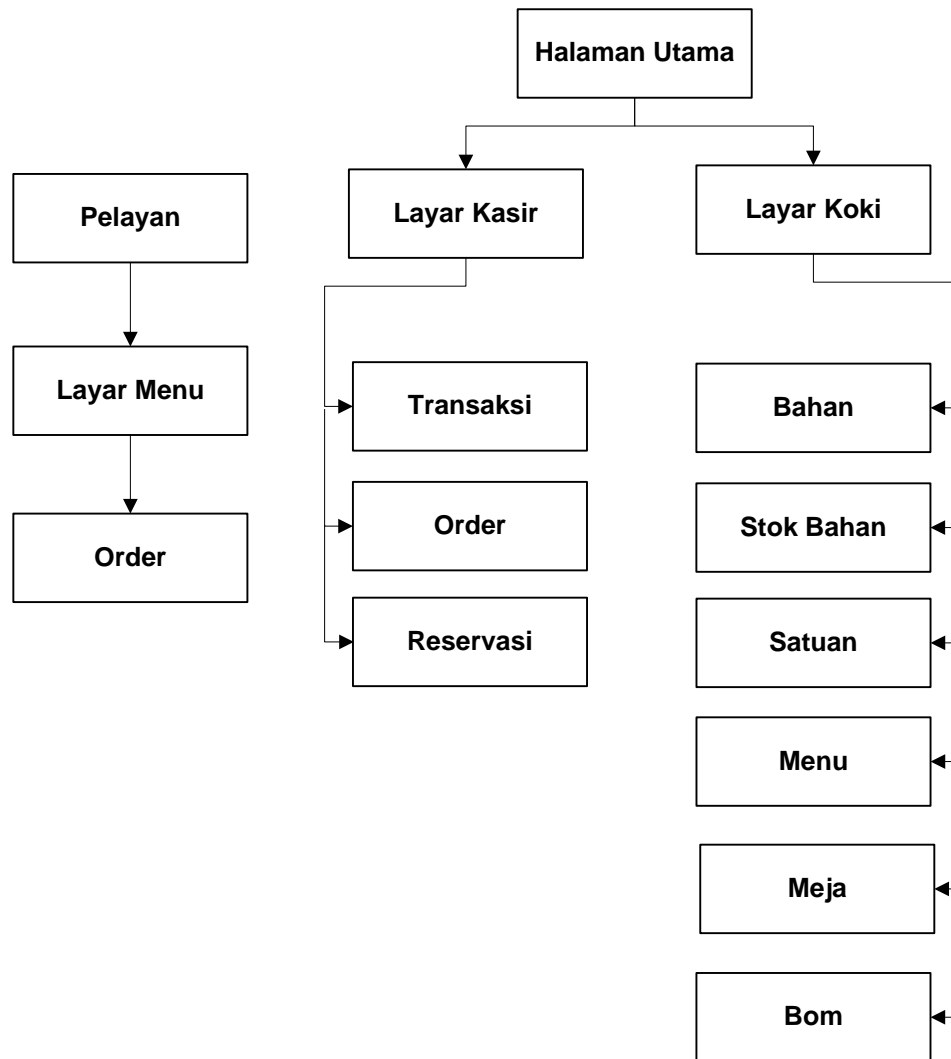 Halaman Utama
Pelayan
Layar Kasir
Layar Koki
Layar Menu
Transaksi
Bahan
Order
Order
Stok Bahan
Reservasi
Satuan
Menu
Meja
Bom